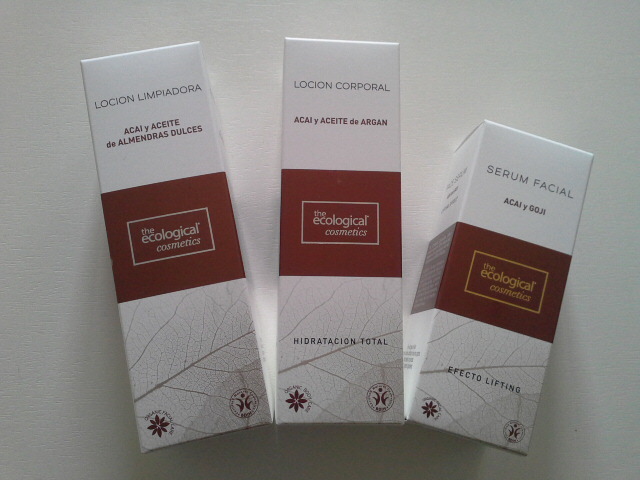 LOCION LIMPIADORA
ACAI y ACEITE
de ALMENDRAS DULCES
the
ecological
cosmetics
LOCION CORPORAL
ACAI y ACEITE de ARGAN
the
ecological
cosmetics
HIDRATACION TOTAL
SERUM FACIAL
ACAI y GOJI
the
ecological
cosmetics
EFECTO LIFTING